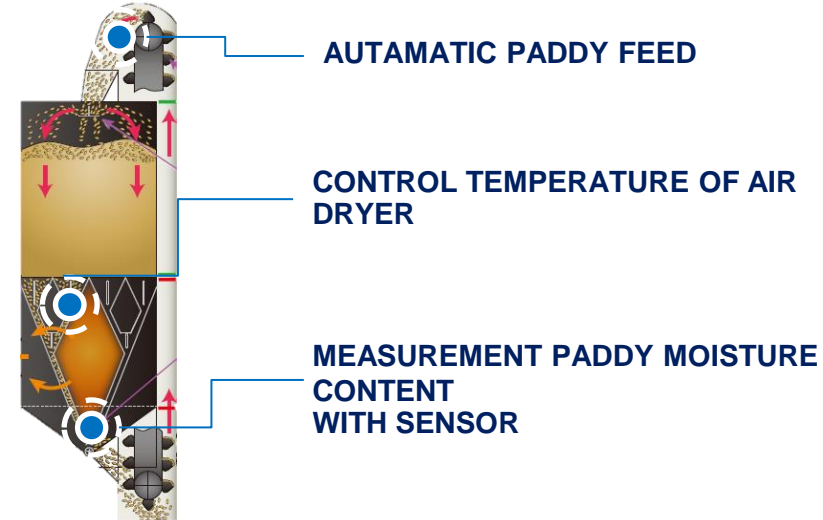 AUTAMATIC PADDY FEED
CONTROL TEMPERATURE OF AIR
DRYER
MEASUREMENT PADDY MOISTURE
CONTENT
WITH SENSOR